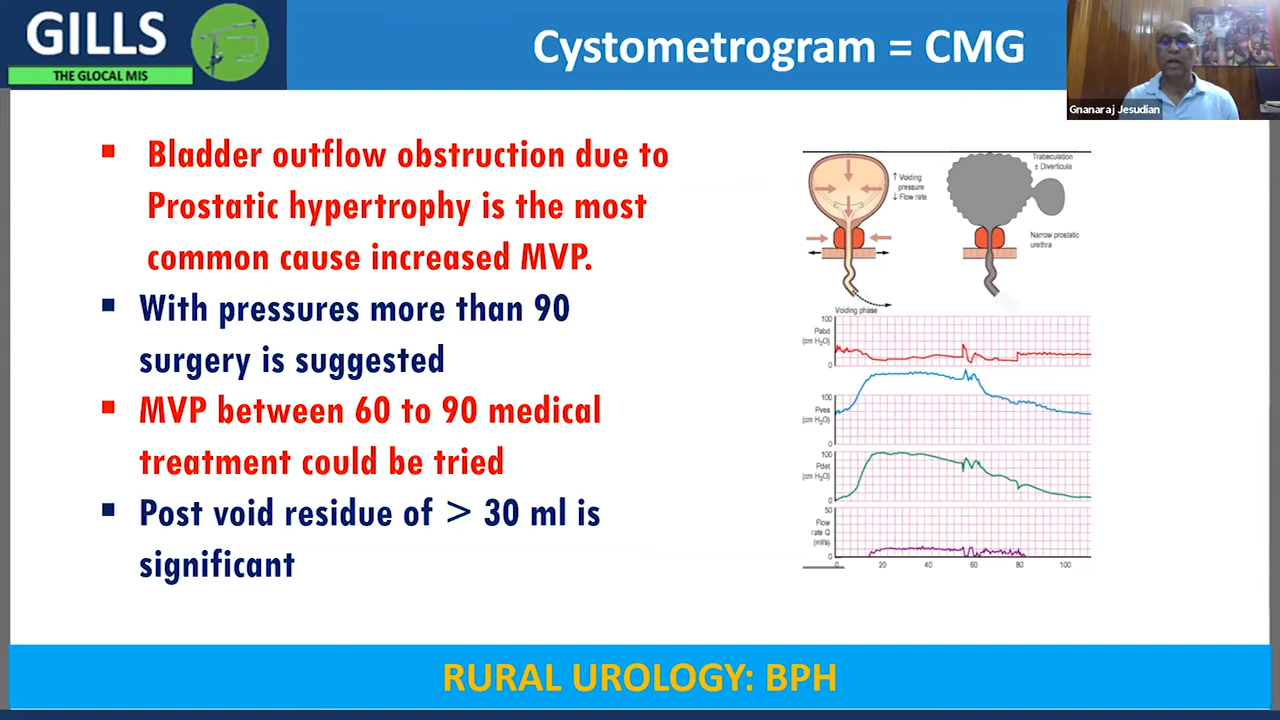 GILLS
THE GLOCAL MIS
Cystometrogram = CMG
Gnanaraj Jesudian
▪ Bladder outflow obstruction due to
Prostatic hypertrophy is the most
common cause increased MVP.
▪ With pressures more than 90
surgery is suggested
▪ MVP between 60 to 90 medical
treatment could be tried
▪ Post void residue of > 30 ml is
significant
↑ Voiding
pressure
↓ Flow rate
Trabeculation
± Diverticula
Narrow prostatic
urethra
Voiding phase
100
Pabd
(cm H₂O)
0
100
Pves
(cm H₂O)
0
100
Pdet
(cm H₂O)
0
50
Flow
rate Q
(ml/s)
0
0 20 40 60 80 100
RURAL UROLOGY: BPH